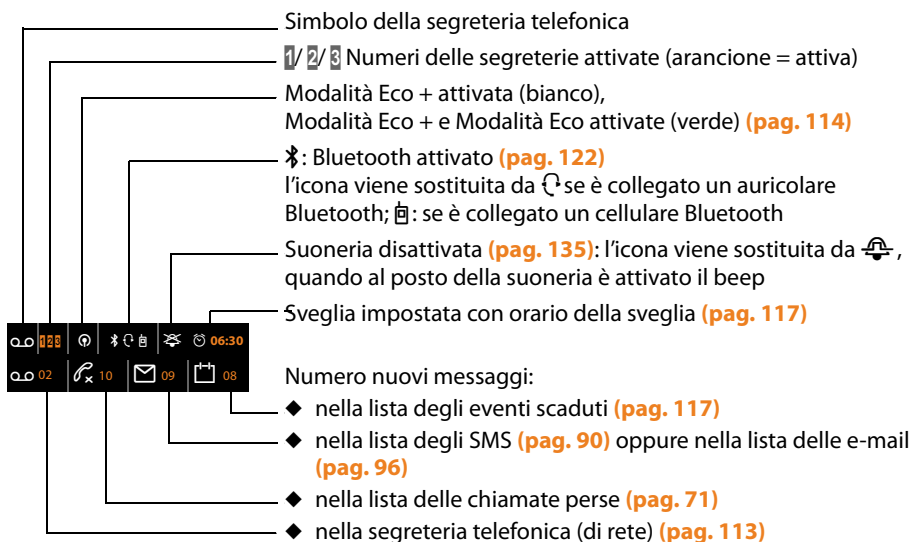 Simbolo della segreteria telefonica
1/ 2/ 3 Numeri delle segreterie attivate (arancione = attiva)
Modalità Eco + attivata (bianco),
Modalità Eco + e Modalità Eco attivate (verde) (pag. 114)
: Bluetooth attivato (pag. 122)
l'icona viene sostituita da se è collegato un auricolare
Bluetooth; : se è collegato un cellulare Bluetooth
Suoneria disattivata (pag. 135): l'icona viene sostituita da ,
quando al posto della suoneria è attivato il beep
Sveglia impostata con orario della sveglia (pag. 117)
1 2 3 06:30
02 10 09 08
Numero nuovi messaggi:
◆ nella lista degli eventi scaduti (pag. 117)
◆ nella lista degli SMS (pag. 90) oppure nella lista delle e-mail
(pag. 96)
◆ nella lista delle chiamate perse (pag. 71)
◆ nella segreteria telefonica (di rete) (pag. 113)